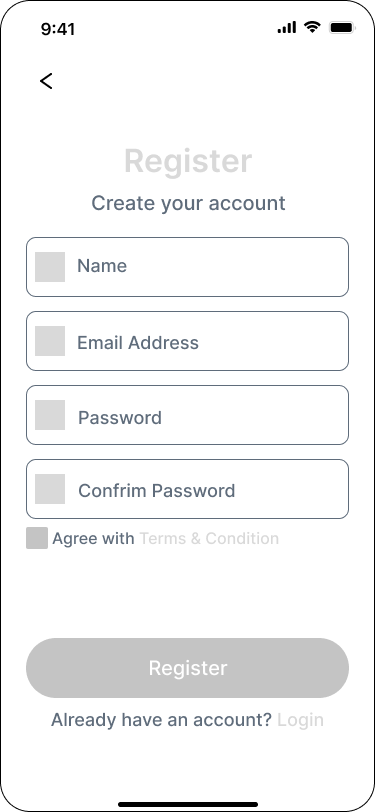 9:41
Register
Create your account
Name
Email Address
Password
Confrim Password
Agree with Terms & Condition
Register
Already have an account? Login